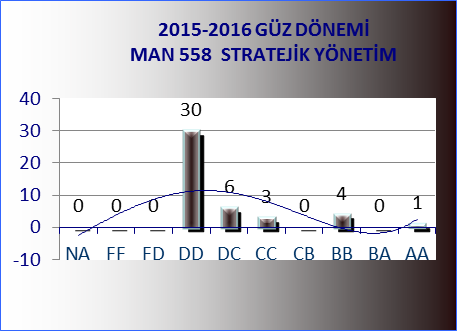 2015-2016 GÜZ DÖNEMİ
MAN 558 STRATEJİK YÖNETİM
40
30
20
10
0
-10
0 0 0 30 6 3 0 4 0 1
NA FF FD DD DC CC CB BB BA AA